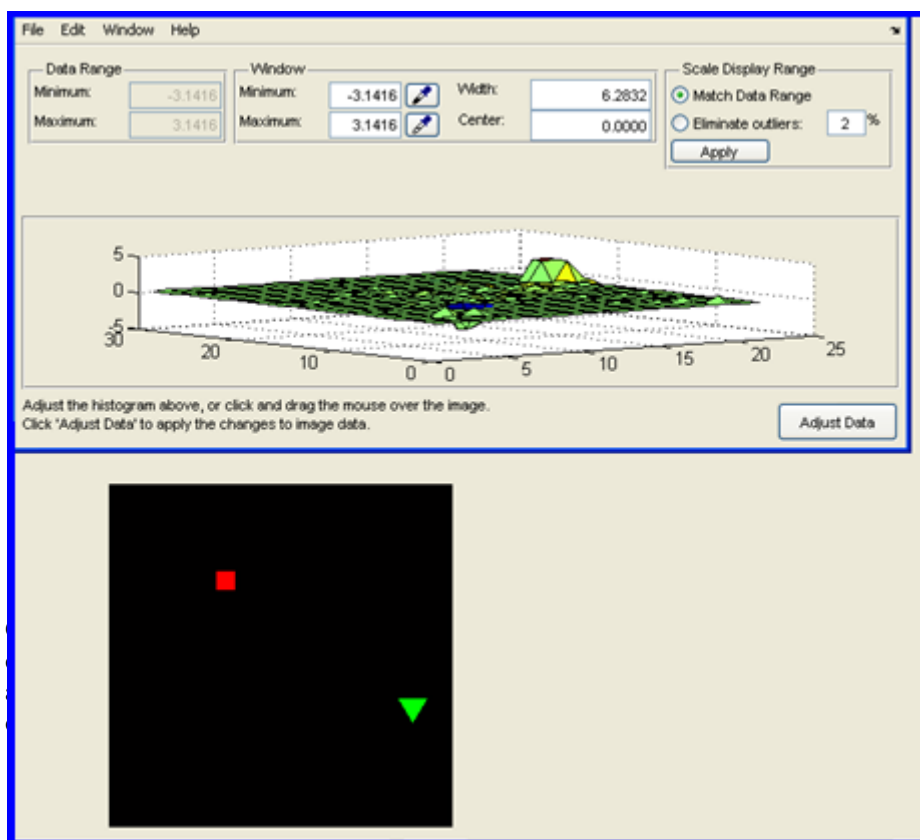 File Edit Window Help
Data Range
Minimum: -3.1416
Maximum: 3.1416
Window
Minimum: -3.1416
Maximum: 3.1416
Width: 6.2832
Center: 0.0000
Scale Display Range
Match Data Range
Eliminate outliers: 2 %
Apply
5
0
-5
30
20
10
0
0
5
10
15
20
25
Adjust the histogram above, or click and drag the mouse over the image.
Click 'Adjust Data' to apply the changes to image data.
Adjust Data